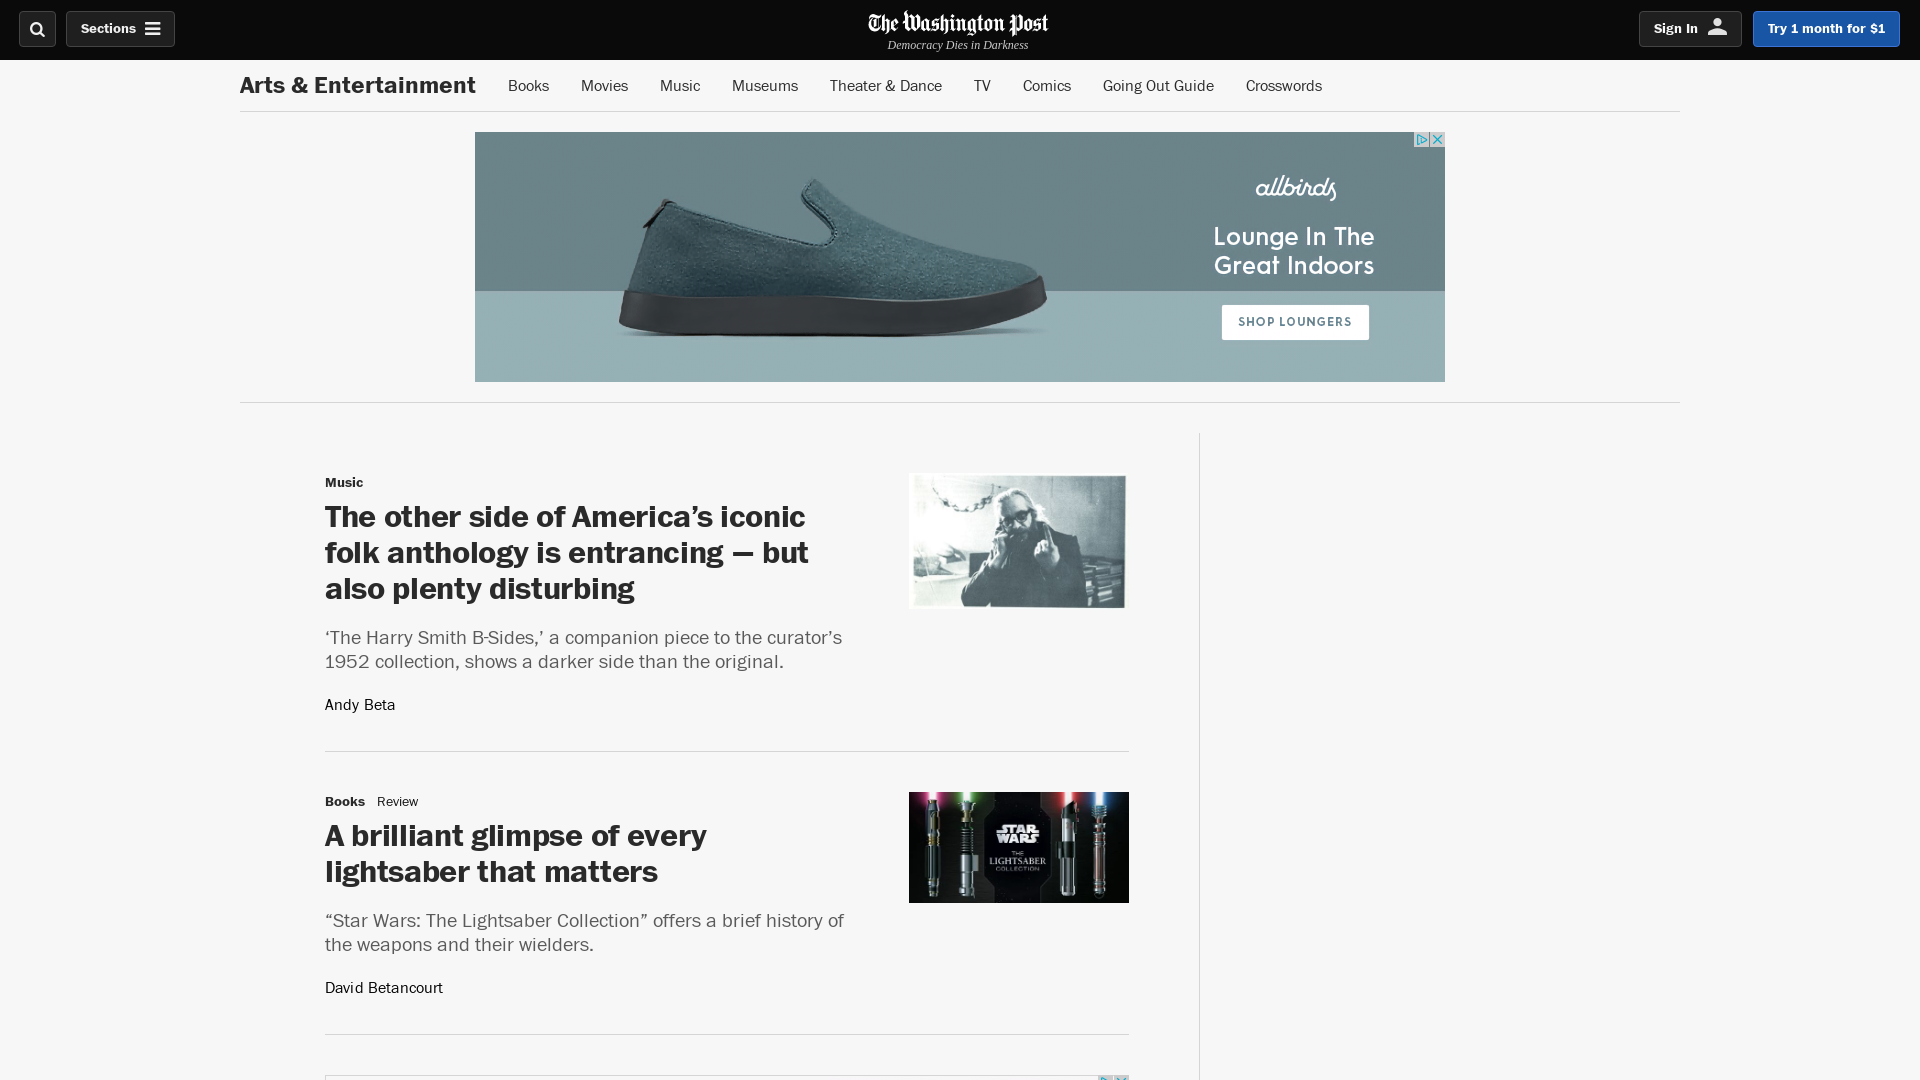 Sections
The Washington Post
Democracy Dies in Darkness
Sign In
Try 1 month for $1
Arts & Entertainment
Books
Movies
Music
Museums
Theater & Dance
TV
Comics
Going Out Guide
Crosswords
allbirds
Lounge In The
Great Indoors
SHOP LOUNGERS
Music
The other side of America’s iconic
folk anthology is entrancing — but
also plenty disturbing
‘The Harry Smith B-Sides,’ a companion piece to the curator’s
1952 collection, shows a darker side than the original.
Andy Beta
Books Review
A brilliant glimpse of every
lightsaber that matters
“Star Wars: The Lightsaber Collection” offers a brief history of
the weapons and their wielders.
David Betancourt
STAR
WARS
THE
LIGHTSABER
COLLECTION